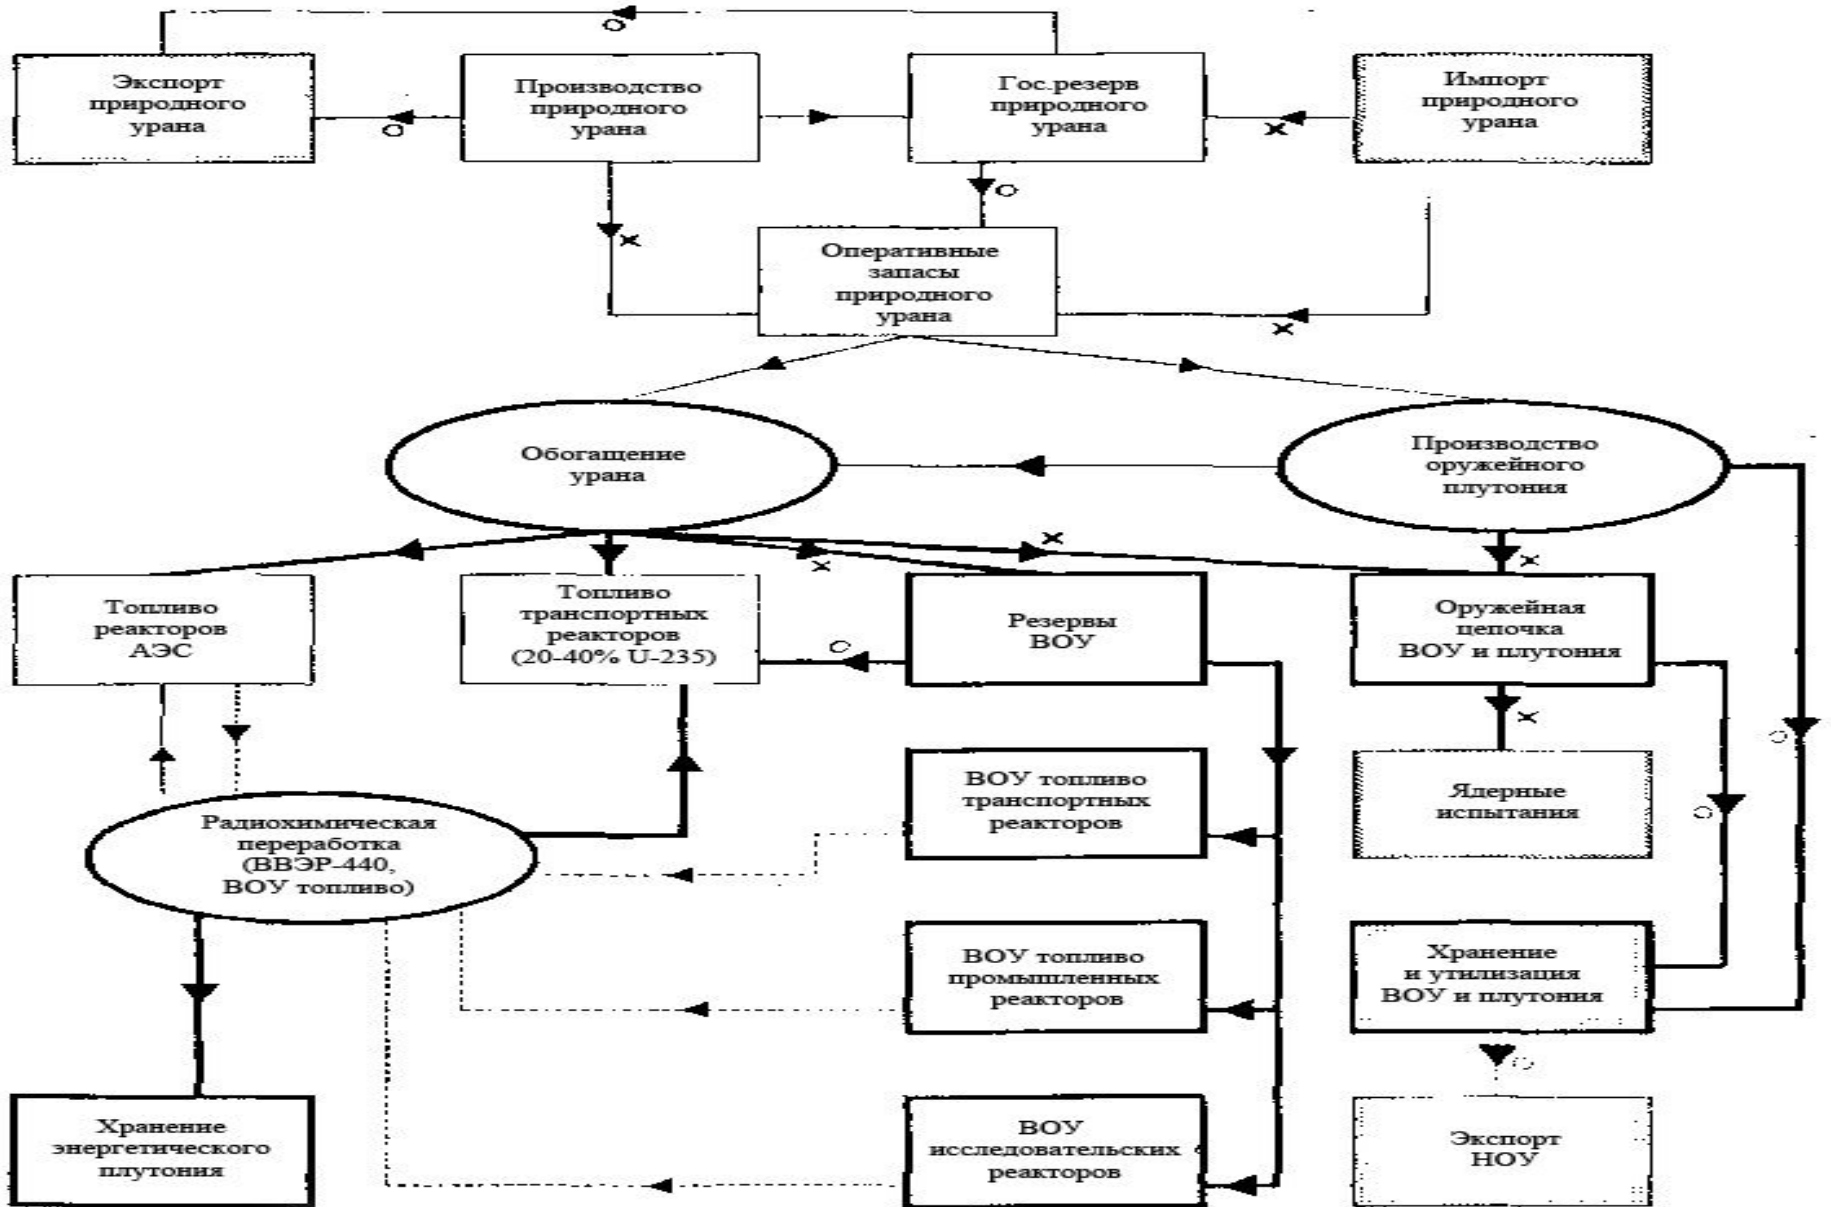 Экспорт
природного
урана
Производство
природного
урана
Гос.резерв
природного
урана
Импорт
природного
урана
Оперативные
запасы
природного
урана
Обогащение
урана
Производство
оружейного
плутония
Топливо
реакторов
АЭС
Топливо
транспортных
реакторов
(20-40% U-235)
Резервы
ВОУ
Оружейная
цепочка
ВОУ и плутония
Радиохимическая
переработка
(ВВЭР-440,
ВОУ топливо)
ВОУ топливо
транспортных
реакторов
Ядерные
испытания
ВОУ топливо
промышленных
реакторов
Хранение
и утилизация
ВОУ и плутония
Хранение
энергетического
плутония
ВОУ
исследовательских
реакторов
Экспорт
НОУ